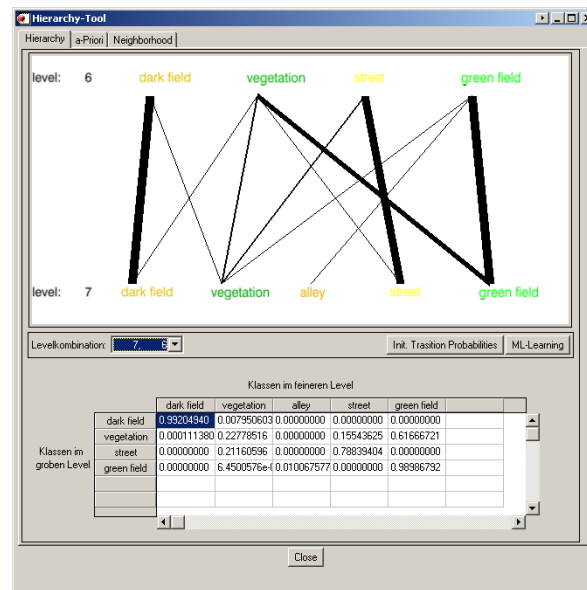 Hierarchy-Tool
Hierarchy a-Priori Neighborhood
level: 6 dark field vegetation street green field
level: 7 dark field vegetation alley street green field
Levelkombination: 7, 6 Init. Trasition Probabilities ML-Learning
Klassen im feineren Level
dark field vegetation alley street green field
dark field 0.99204940 0.007950603 0.00000000 0.00000000 0.00000000
vegetation 0.000111380 0.22778516 0.00000000 0.15543625 0.61666721
Klassen im groben Level
street 0.00000000 0.21160596 0.00000000 0.78839404 0.00000000
green field 0.00000000 6.4500576e-( 0.010067577 0.00000000 0.98986792
Close